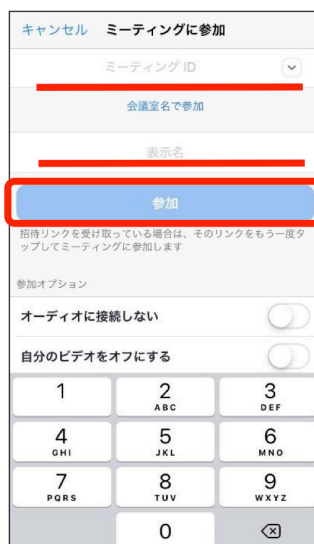 キャンセル ミーティングに参加
ミーティング ID
会議室名で参加
表示名
参加
招待リンクを受け取っている場合は、そのリンクをもう一度タ
ップしてミーティングに参加します
参加オプション
オーディオに接続しない
自分のビデオをオフにする
1 2 3
ABC DEF
4 5 6
GHI JKL MNO
7 8 9
PQRS TUV WXYZ
0